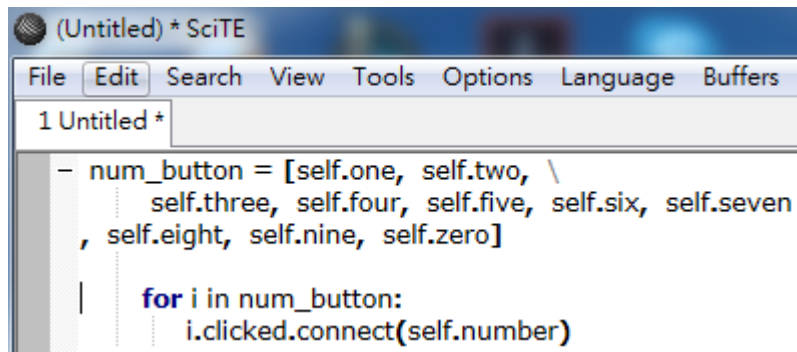 (Untitled) * SciTE
File Edit Search View Tools Options Language Buffers
1 Untitled *
num_button = [self.one, self.two, \
self.three, self.four, self.five, self.six, self.seven
, self.eight, self.nine, self.zero]
for i in num_button:
i.clicked.connect(self.number)